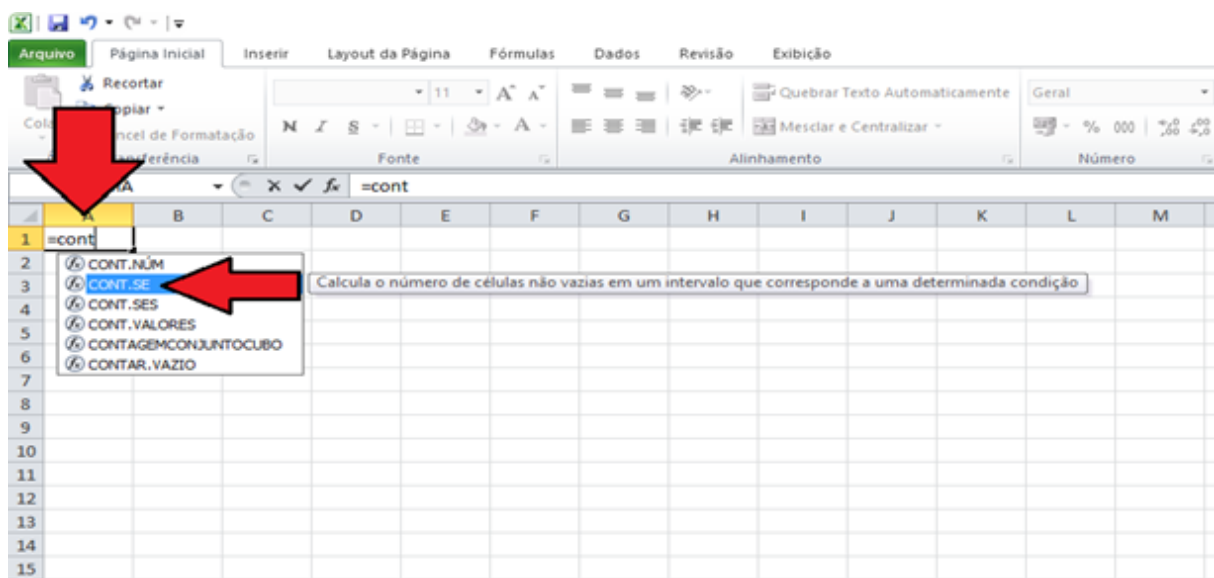 Arquivo Página Inicial Inserir Layout da Página Fórmulas Dados Revisão Exibição
Recortar
11 A A Quebrar Texto Automaticamente Geral
Cola
N I S A Mesclar e Centralizar % 000
de Formatação
Fonte Alinhamento Número
fx =cont
A B C D E F G H I J K L M
1 =cont
2 CONT.NÚM
3 CONT.SE Calcula o número de células não vazias em um intervalo que corresponde a uma determinada condição
4 CONT.SES
5 CONT.VALORES
6 CONTAGEMCONJUNTOCUBO
7 CONTAR.VAZIO
8
9
10
11
12
13
14
15